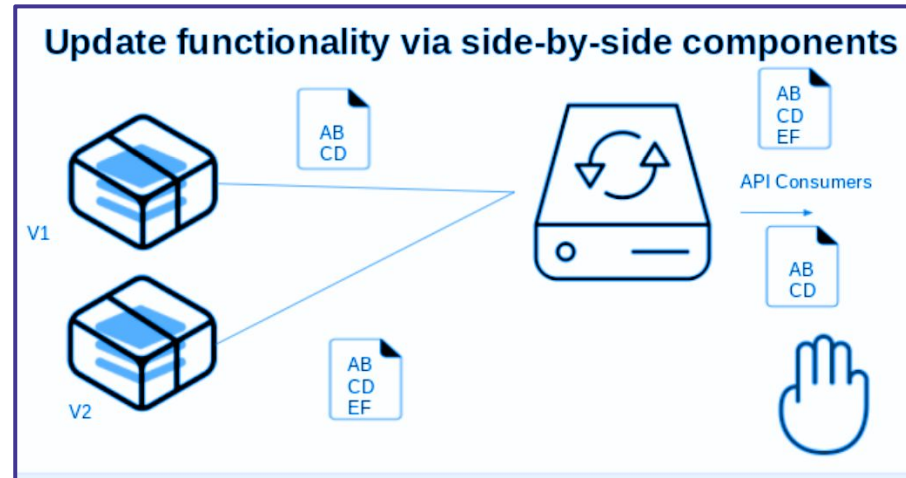 Update functionality via side-by-side components
AB
CD
V1
V2
AB
CD
EF
AB
CD
EF
API Consumers
AB
CD